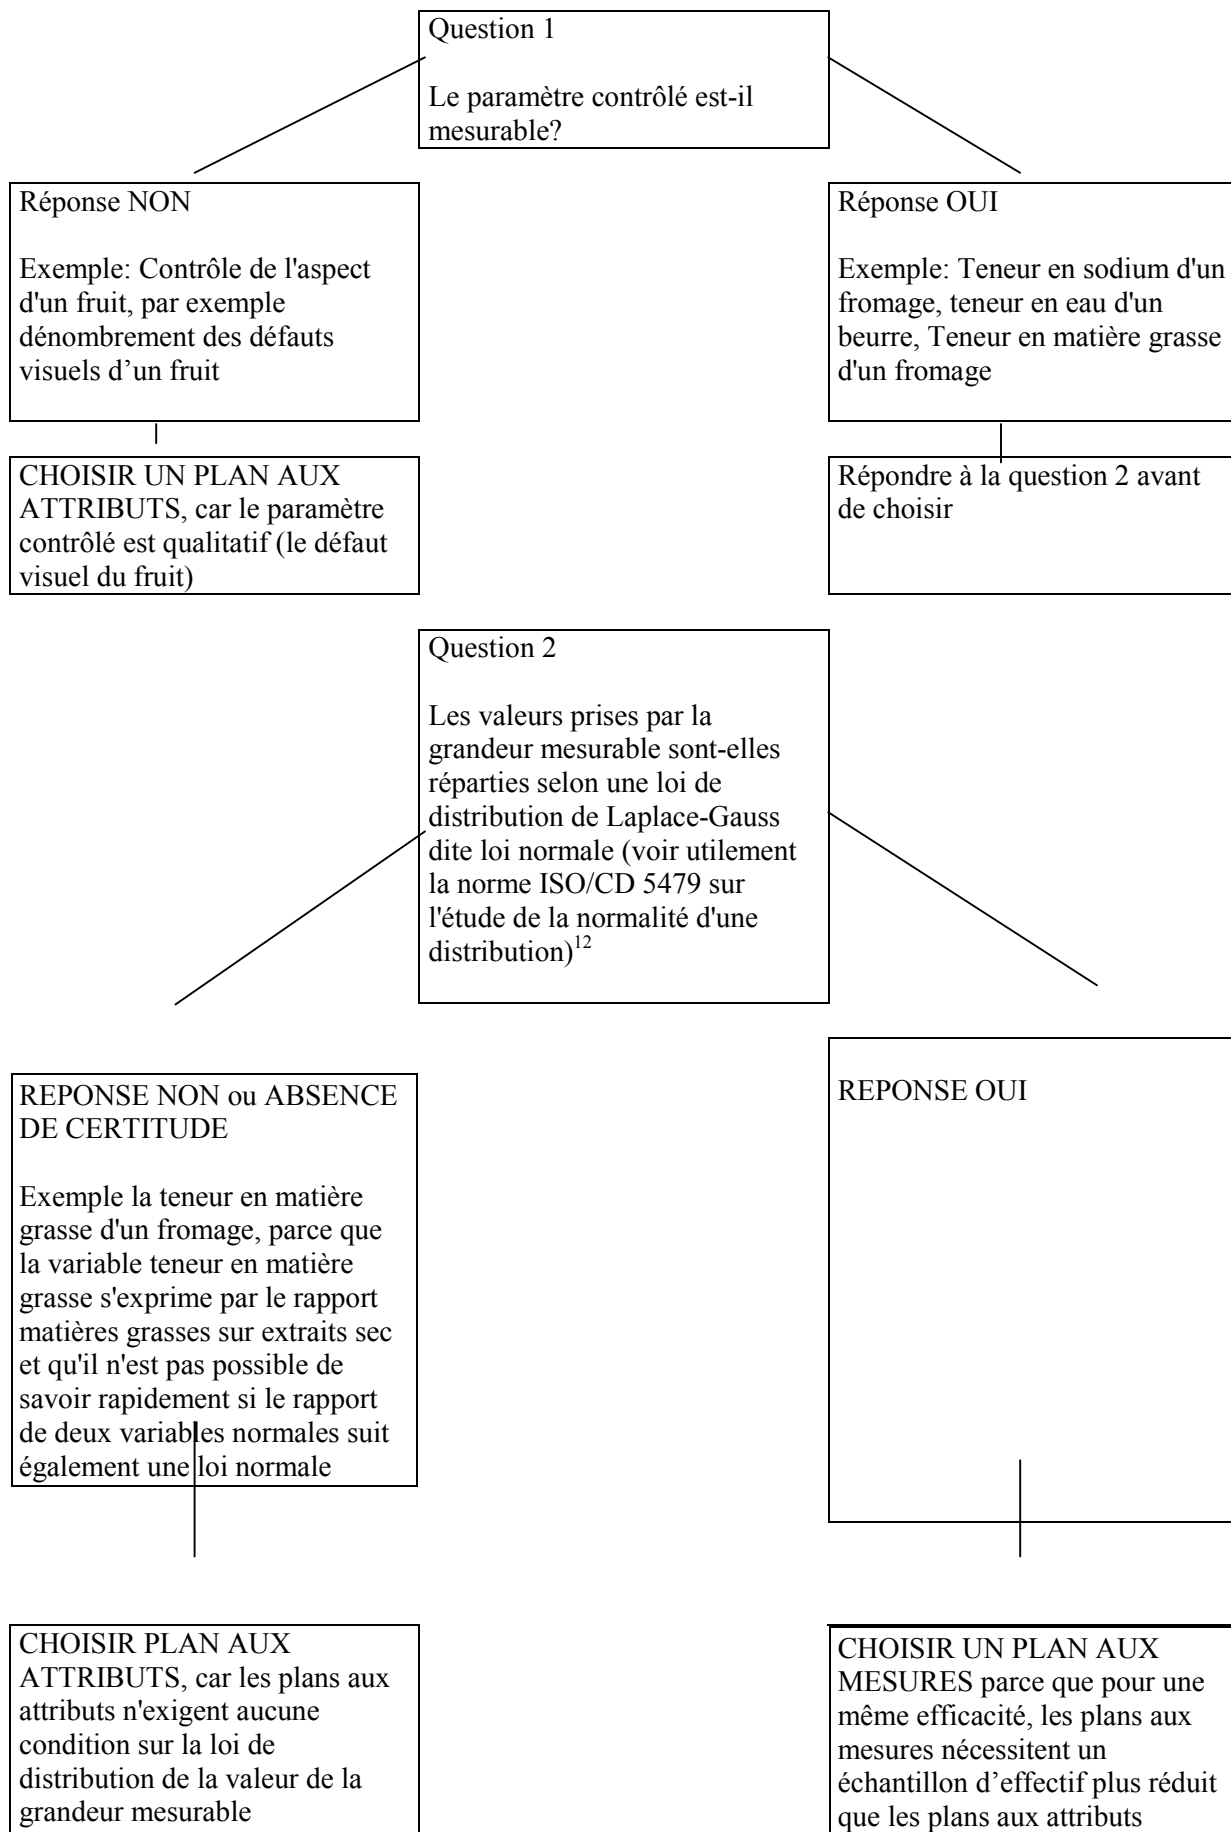 Question 1
Le paramètre contrôlé est-il
mesurable?
Réponse NON
Exemple: Contrôle de l'aspect
d'un fruit, par exemple
dénombrement des défauts
visuels d’un fruit
Réponse OUI
Exemple: Teneur en sodium d'un
fromage, teneur en eau d'un
beurre, Teneur en matière grasse
d'un fromage
CHOISIR UN PLAN AUX
ATTRIBUTS, car le paramètre
contrôlé est qualitatif (le défaut
visuel du fruit)
Répondre à la question 2 avant
de choisir
Question 2
Les valeurs prises par la
grandeur mesurable sont-elles
réparties selon une loi de
distribution de Laplace-Gauss
dite loi normale (voir utilement
la norme ISO/CD 5479 sur
l'étude de la normalité d'une
distribution)12
REPONSE NON ou ABSENCE
DE CERTITUDE
Exemple la teneur en matière
grasse d'un fromage, parce que
la variable teneur en matière
grasse s'exprime par le rapport
matières grasses sur extraits sec
et qu'il n'est pas possible de
savoir rapidement si le rapport
de deux variables normales suit
également une loi normale
REPONSE OUI
CHOISIR PLAN AUX
ATTRIBUTS, car les plans aux
attributs n'exigent aucune
condition sur la loi de
distribution de la valeur de la
grandeur mesurable
CHOISIR UN PLAN AUX
MESURES parce que pour une
même efficacité, les plans aux
mesures nécessitent un
échantillon d’effectif plus réduit
que les plans aux attributs